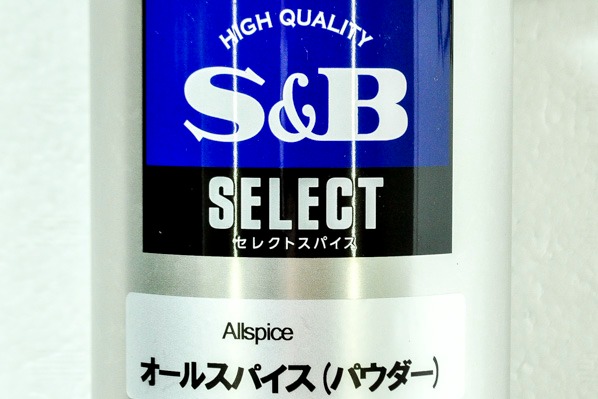 HIGH QUALITY
S&B
SELECT
セレクトスパイス
Allspice
オールスパイス(パウダー)